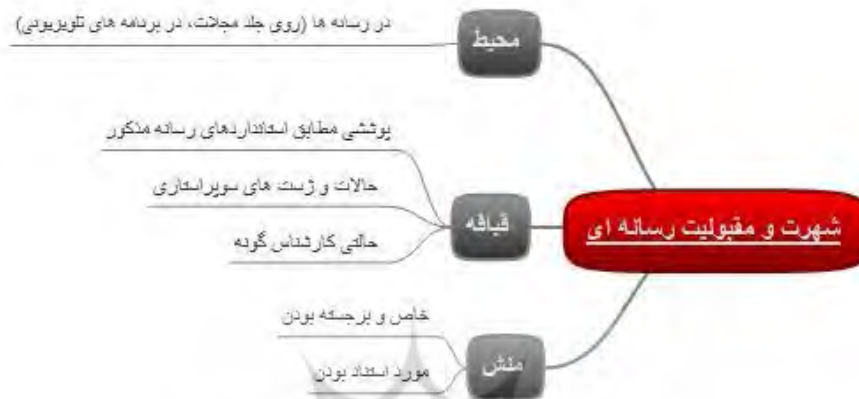 شهرت و مقبولیت رسانه ای
محیط
در رسانه ها (روی جلد مجلات، در برنامه های تلویزیونی)
قیافه
پوششی مطابق استانداردهای رسانه مذکور
حالات و ژست های سوپراستاری
حالتی کارشناس گونه
منش
خاص و برجسته بودن
مورد استناد بودن